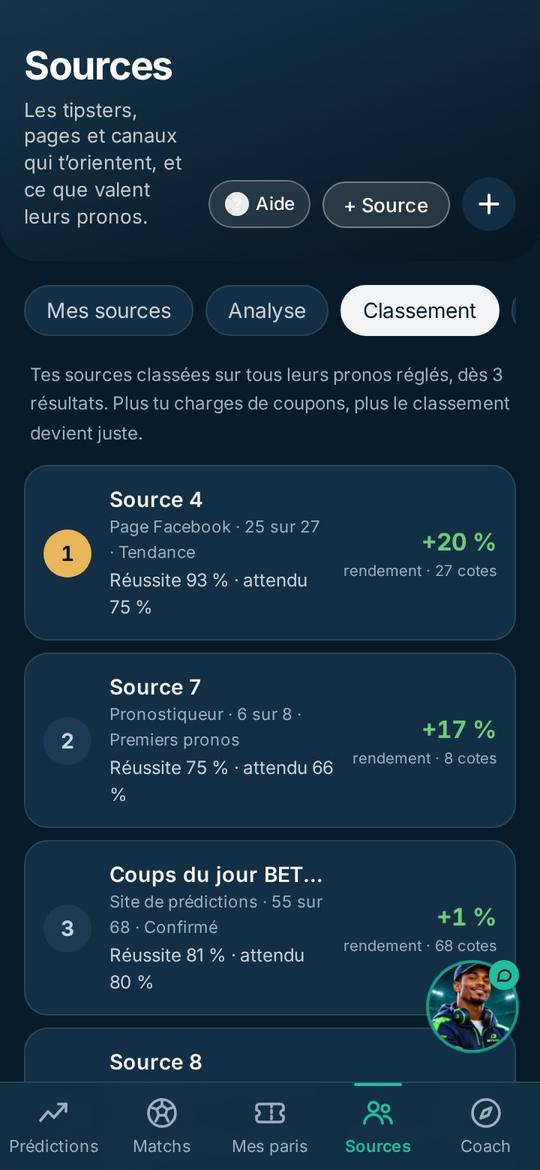 Sources
Les tipsters,
pages et canaux
qui t’orientent, et
ce que valent
leurs pronos.
? Aide
+ Source
+
Mes sources
Analyse
Classement
Tes sources classées sur tous leurs pronos réglés, dès 3
résultats. Plus tu charges de coupons, plus le classement
devient juste.
1
Source 4
Page Facebook · 25 sur 27
· Tendance
Réussite 93 % · attendu
75 %
+20 %
rendement · 27 cotes
2
Source 7
Pronostiqueur · 6 sur 8 ·
Premiers pronos
Réussite 75 % · attendu 66
%
+17 %
rendement · 8 cotes
3
Coups du jour BET…
Site de prédictions · 55 sur
68 · Confirmé
Réussite 81 % · attendu
80 %
+1 %
rendement · 68 cotes
Source 8
Prédictions
Matchs
Mes paris
Sources
Coach